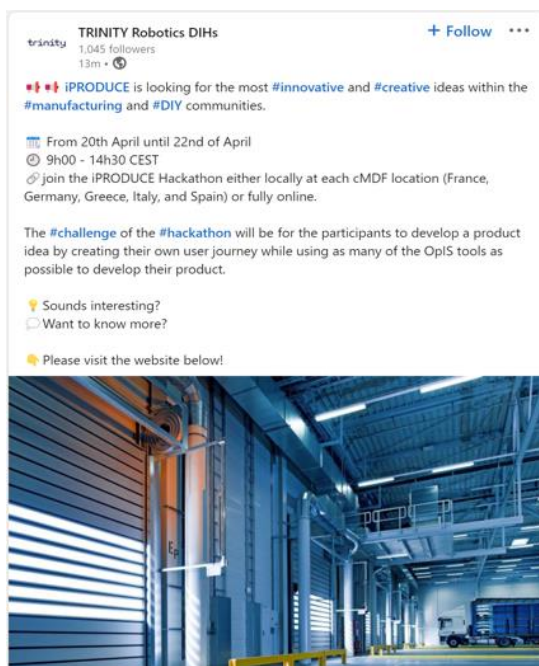 trinity
TRINITY Robotics DIHs
+ Follow
1,045 followers
13m •
iPRODUCE is looking for the most #innovative and #creative ideas within the
#manufacturing and #DIY communities.
From 20th April until 22nd of April
9h00 - 14h30 CEST
join the iPRODUCE Hackathon either locally at each cMDF location (France,
Germany, Greece, Italy, and Spain) or fully online.
The #challenge of the #hackathon will be for the participants to develop a product
idea by creating their own user journey while using as many of the OpIS tools as
possible to develop their product.
Sounds interesting?
Want to know more?
Please visit the website below!